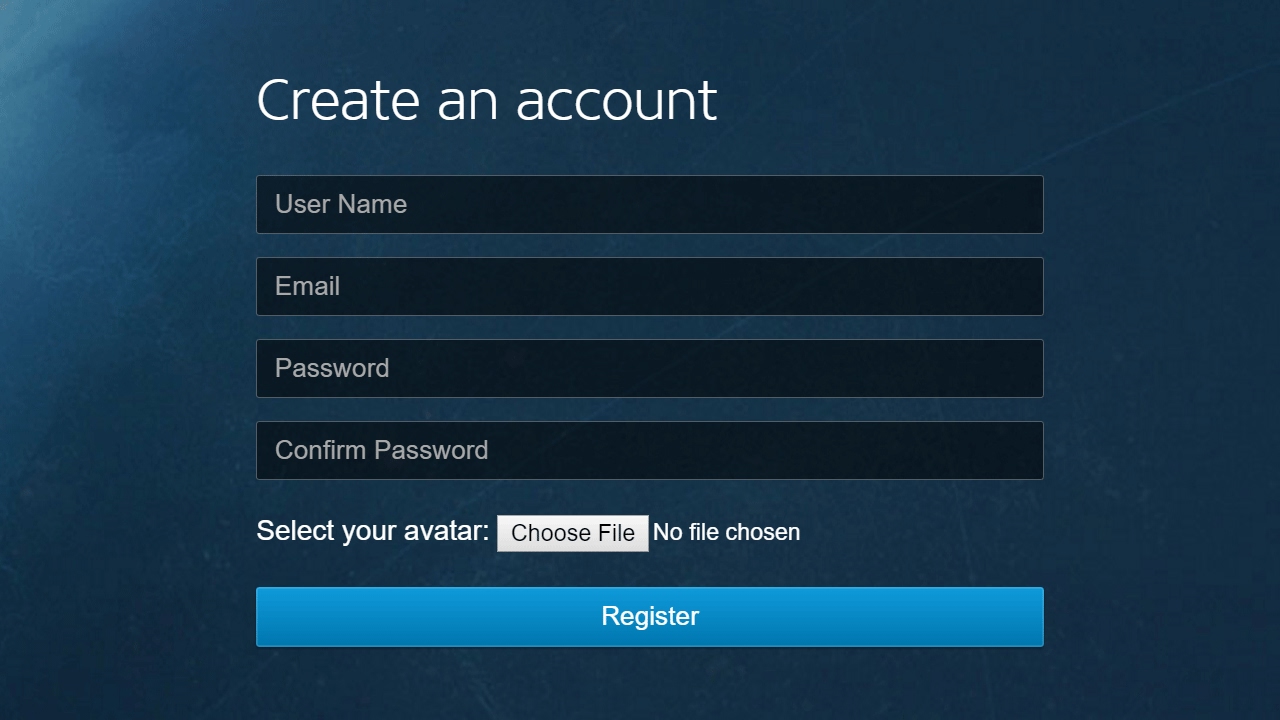 Create an account
User Name
Email
Password
Confirm Password
Select your avatar: Choose File No file chosen
Register